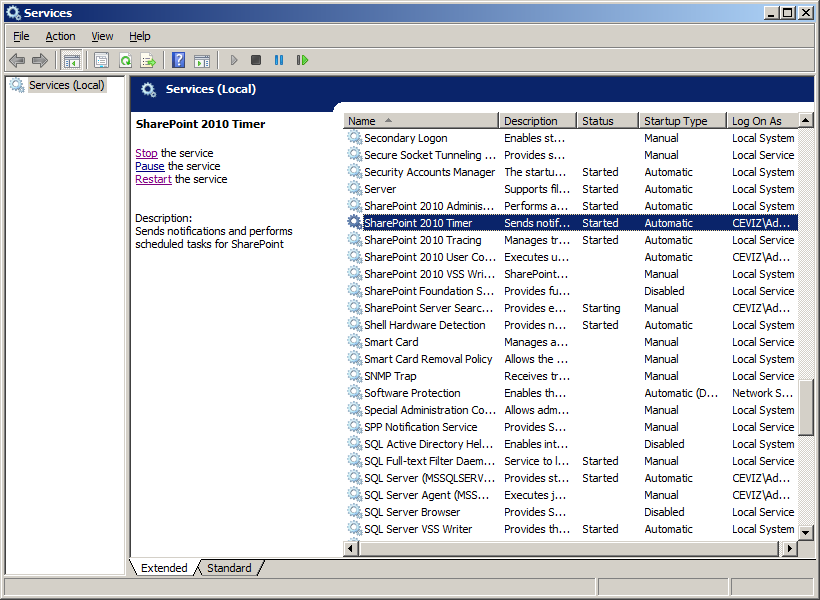 Services
File Action View Help
Services (Local)
Services (Local)
SharePoint 2010 Timer
Stop the service
Pause the service
Restart the service
Description:
Sends notifications and performs
scheduled tasks for SharePoint
Name Description Status Startup Type Log On As
Secondary Logon Enables st... Manual Local System
Secure Socket Tunneling ... Provides s... Manual Local Service
Security Accounts Manager The startu... Started Automatic Local System
Server Supports fil... Started Automatic Local System
SharePoint 2010 Adminis... Performs a... Started Automatic Local System
SharePoint 2010 Timer Sends notif... Started Automatic CEVIZ\Ad...
SharePoint 2010 Tracing Manages tr... Started Automatic Local Service
SharePoint 2010 User Co... Executes u... Automatic CEVIZ\Ad...
SharePoint 2010 VSS Wri... SharePoint... Manual Local System
SharePoint Foundation S... Provides fu... Disabled Local Service
SharePoint Server Searc... Provides e... Starting Manual CEVIZ\Ad...
Shell Hardware Detection Provides n... Started Automatic Local System
Smart Card Manages a... Manual Local Service
Smart Card Removal Policy Allows the ... Manual Local System
SNMP Trap Receives tr... Manual Local Service
Software Protection Enables th... Automatic (D... Network S...
Special Administration Co... Allows adm... Manual Local System
SPP Notification Service Provides S... Manual Local Service
SQL Active Directory Hel... Enables int... Disabled Local Service
SQL Full-text Filter Daem... Service to l... Started Manual Local Service
SQL Server (MSSQLSERV... Provides st... Started Automatic CEVIZ\Ad...
SQL Server Agent (MSS... Executes j... Manual CEVIZ\Ad...
SQL Server Browser Provides S... Disabled Local Service
SQL Server VSS Writer Provides th... Started Automatic Local System
Extended Standard